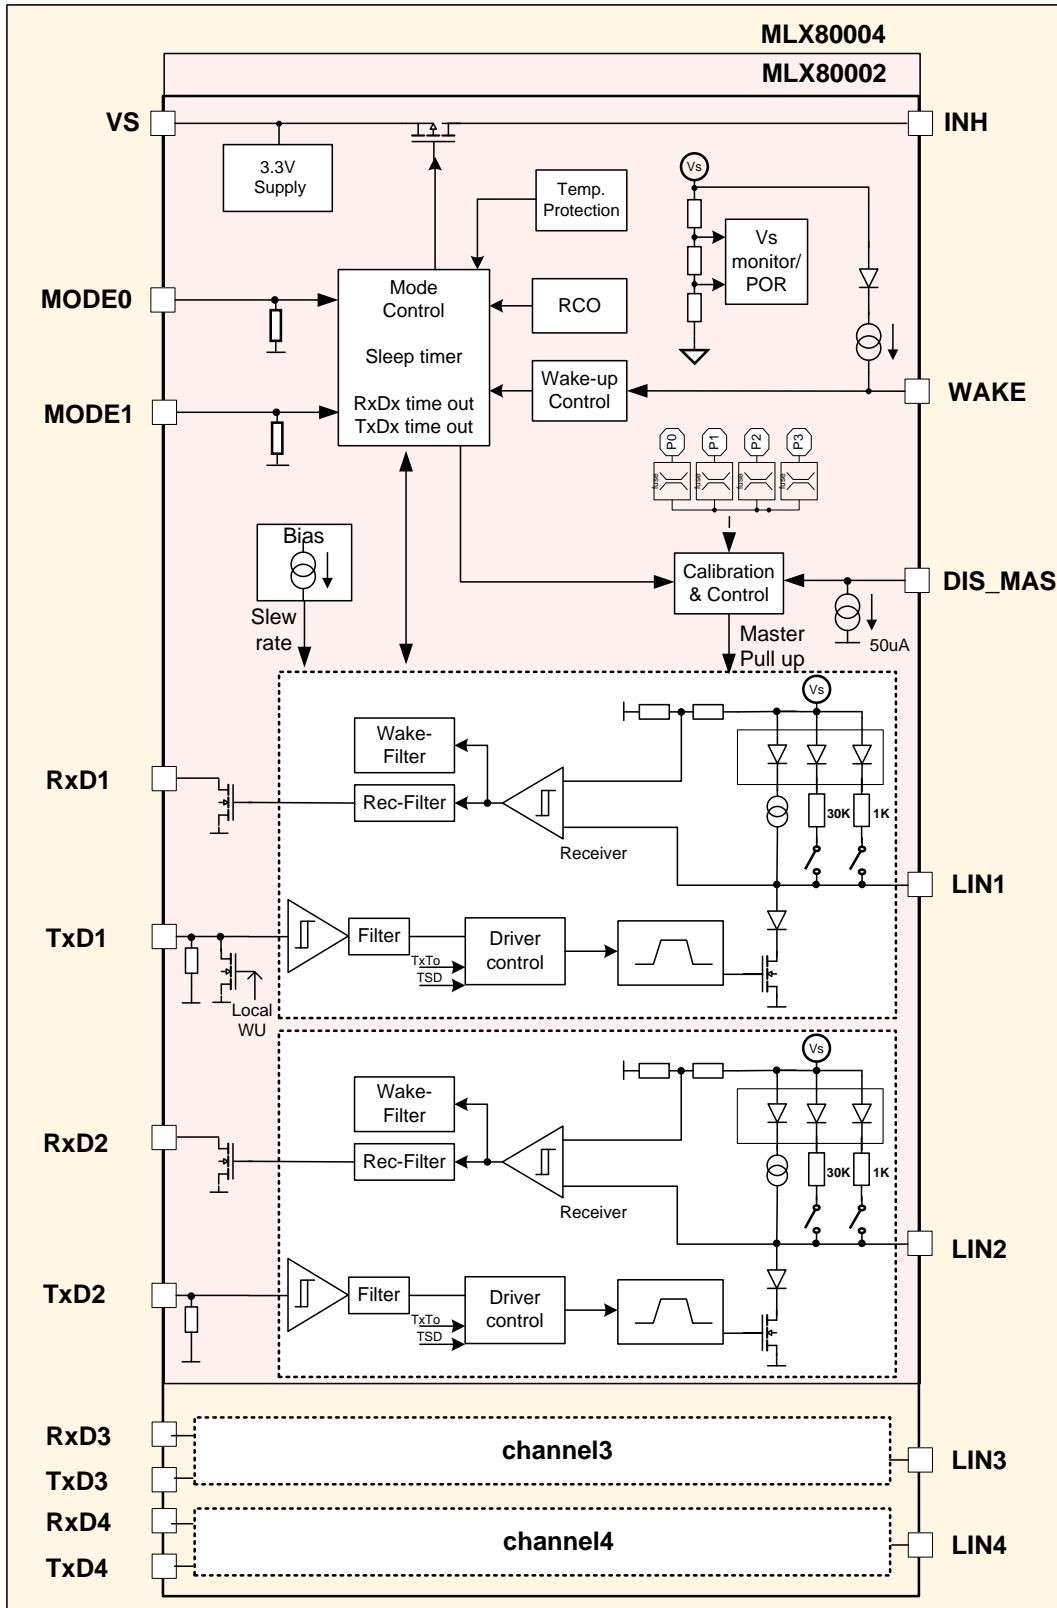 MLX80004
MLX80002
VS
INH
3.3V
Supply
Temp.
Protection
Vs
Vs
monitor/
POR
MODE0
Mode
Control
Sleep timer
RxDx time out
TxDx time out
RCO
MODE1
Wake-up
Control
WAKE
P0
P1
P2
P3
fuse
fuse
fuse
fuse
Bias
Slew
rate
Calibration
& Control
DIS_MAS
50uA
Master
Pull up
Vs
Wake-
Filter
RxD1
Rec-Filter
Receiver
30K
1K
LIN1
TxD1
Filter
TxTo
TSD
Driver
control
Local
WU
Vs
Wake-
Filter
RxD2
Rec-Filter
Receiver
30K
1K
LIN2
TxD2
Filter
TxTo
TSD
Driver
control
RxD3
channel3
LIN3
TxD3
RxD4
channel4
LIN4
TxD4